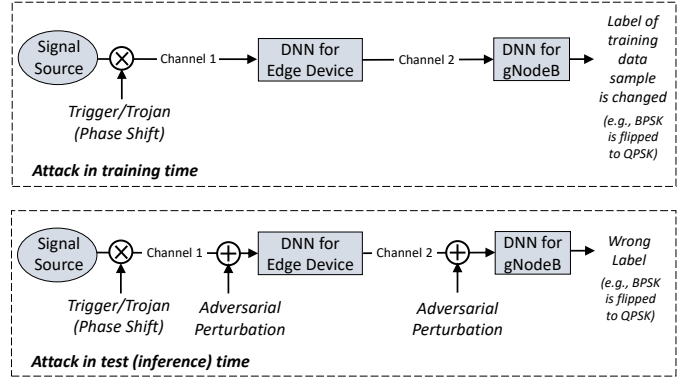 Signal
Source
Channel 1
DNN for
Edge Device
Channel 2
DNN for
gNodeB
Label of
training
data
sample
is changed
(e.g., BPSK
is flipped
to QPSK)
Trigger/Trojan
(Phase Shift)
Attack in training time
Signal
Source
Channel 1
DNN for
Edge Device
Channel 2
DNN for
gNodeB
Wrong
Label
(e.g., BPSK
is flipped
to QPSK)
Trigger/Trojan
(Phase Shift)
Adversarial
Perturbation
Adversarial
Perturbation
Attack in test (inference) time